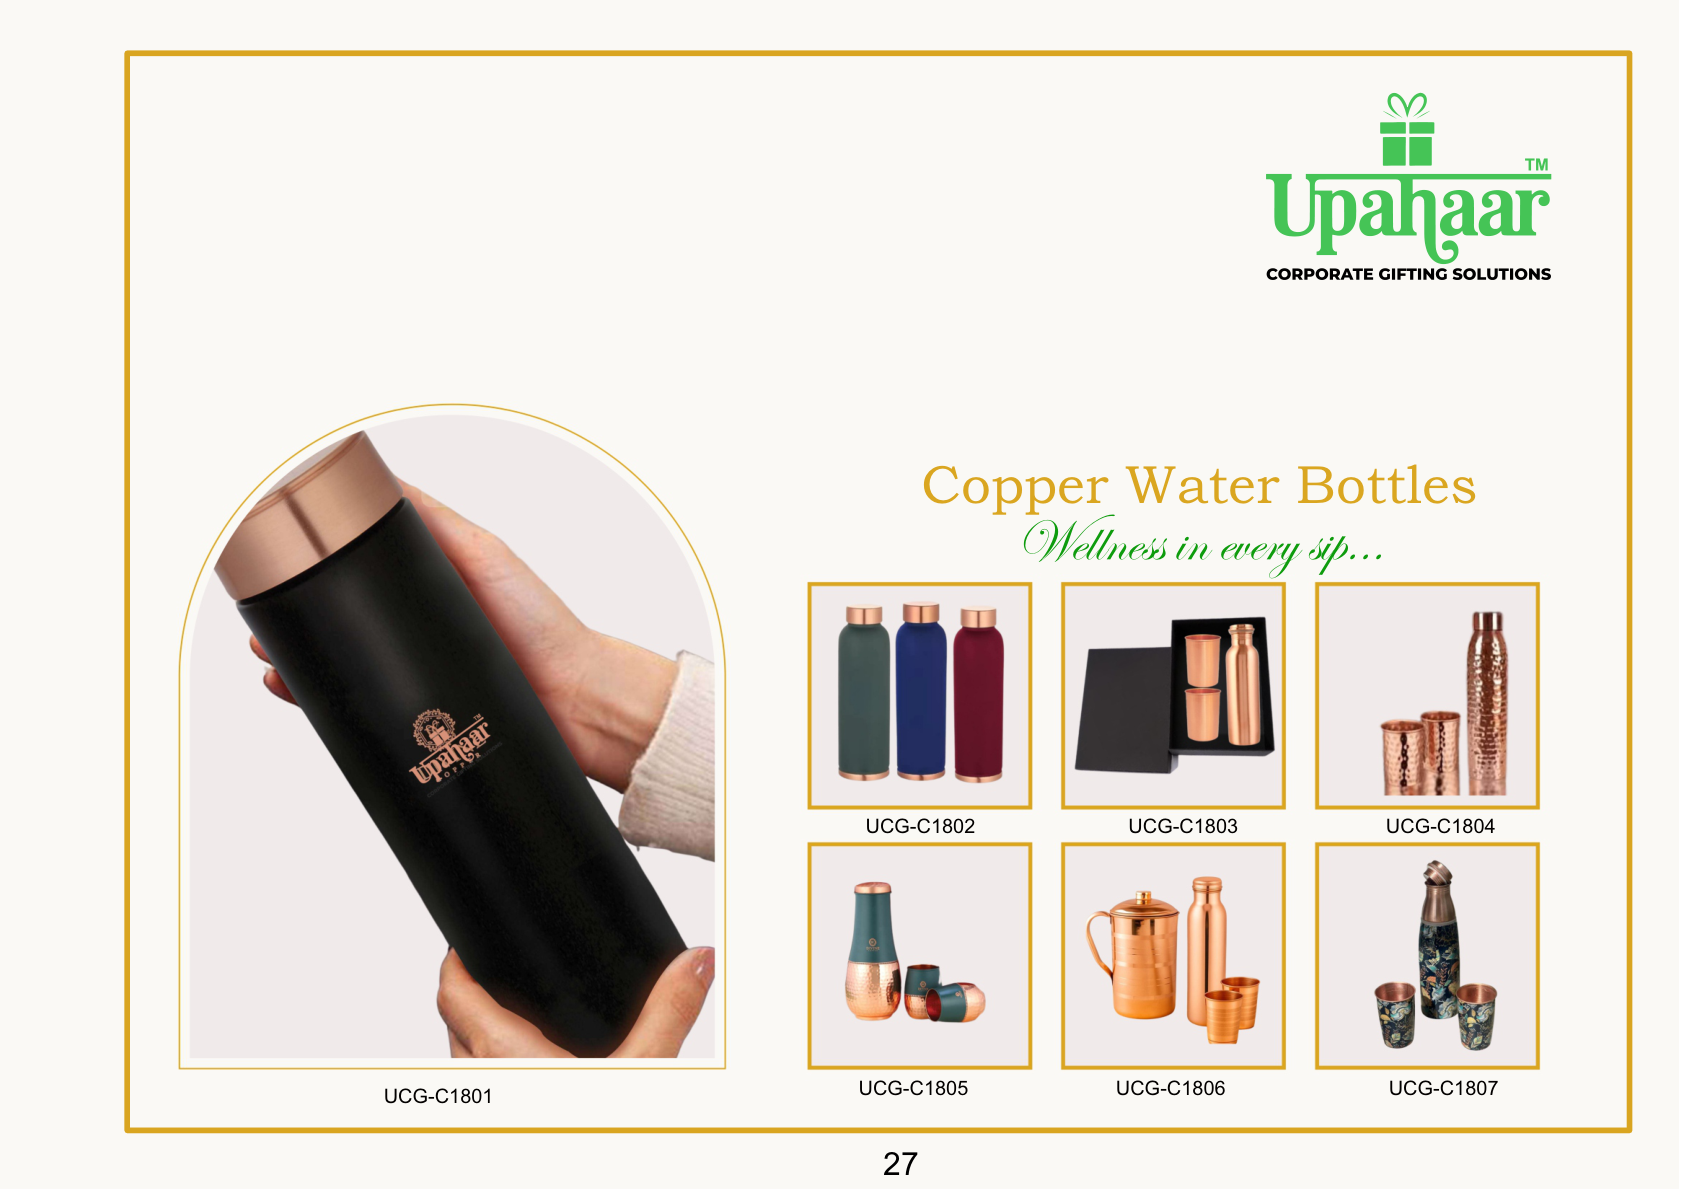 TM
Upahaar
CORPORATE GIFTING SOLUTIONS
Copper Water Bottles
Wellness in every sip...
TM
Upahaar
COPPER
UCG-C1801
UCG-C1802
UCG-C1803
UCG-C1804
UCG-C1805
UCG-C1806
UCG-C1807
27